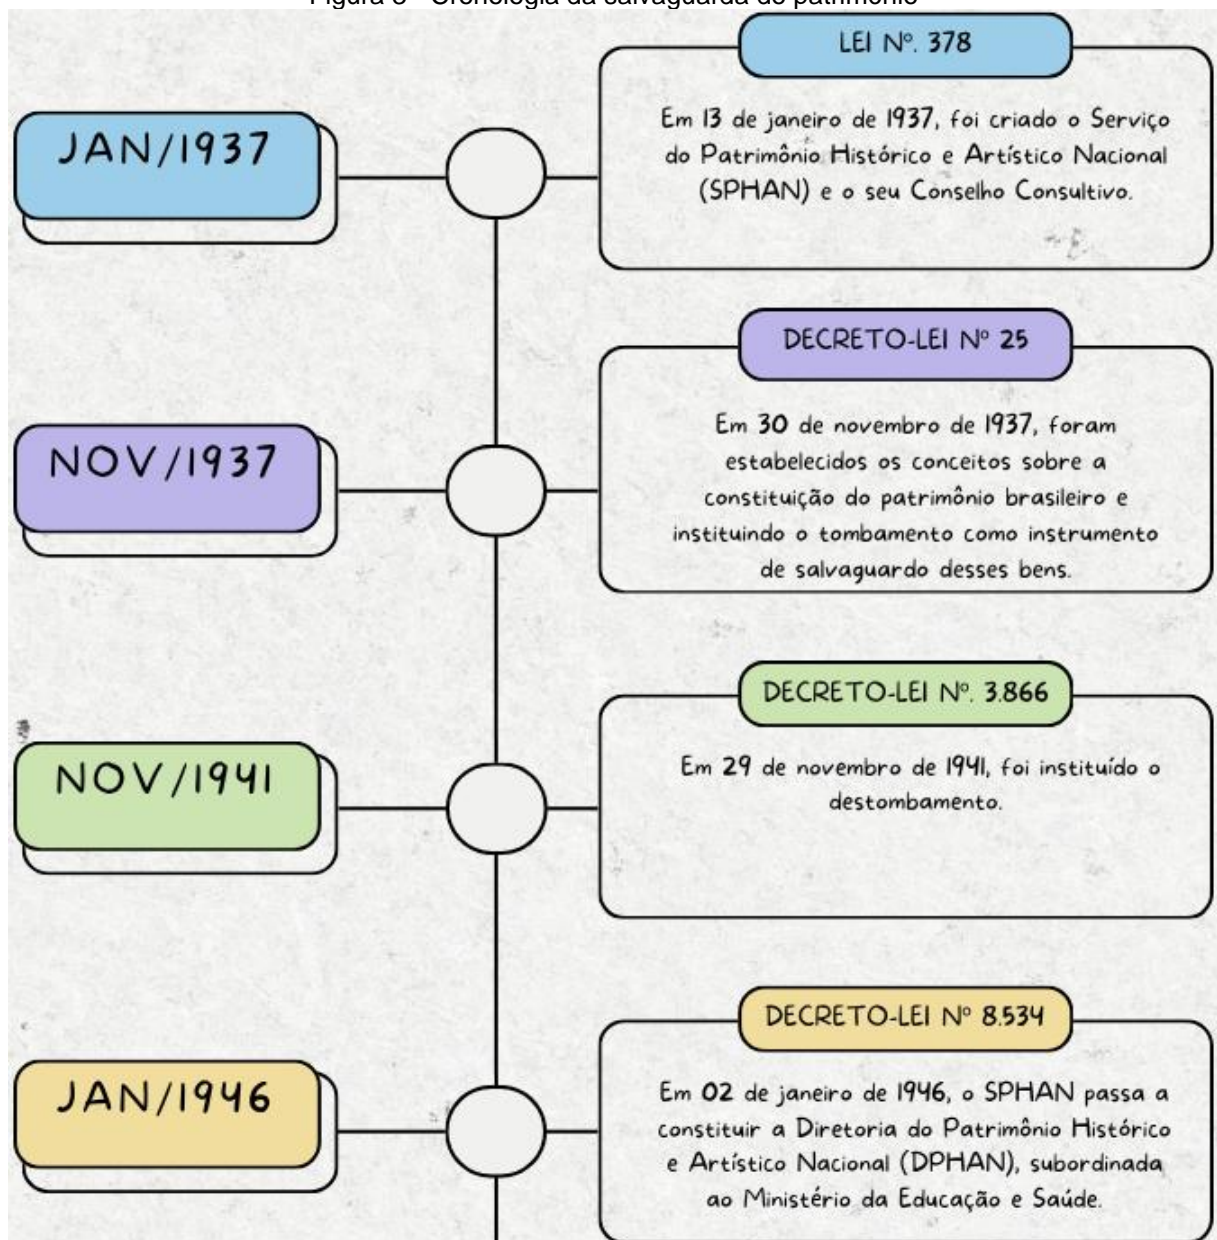 Cronologia da salvaguarda do patrimônio
LEI Nº. 378
JAN/1937
Em 13 de janeiro de 1937, foi criado o Serviço
do Patrimônio Histórico e Artístico Nacional
(SPHAN) e o seu Conselho Consultivo.
DECRETO-LEI Nº 25
NOV/1937
Em 30 de novembro de 1937, foram
estabelecidos os conceitos sobre a
constituição do patrimônio brasileiro e
instituindo o tombamento como instrumento
de salvaguardo desses bens.
DECRETO-LEI Nº. 3.866
NOV/1941
Em 29 de novembro de 1941, foi instituído o
destombamento.
DECRETO-LEI Nº 8.534
JAN/1946
Em 02 de janeiro de 1946, o SPHAN passa a
constituir a Diretoria do Patrimônio Histórico
e Artístico Nacional (DPHAN), subordinada
ao Ministério da Educação e Saúde.